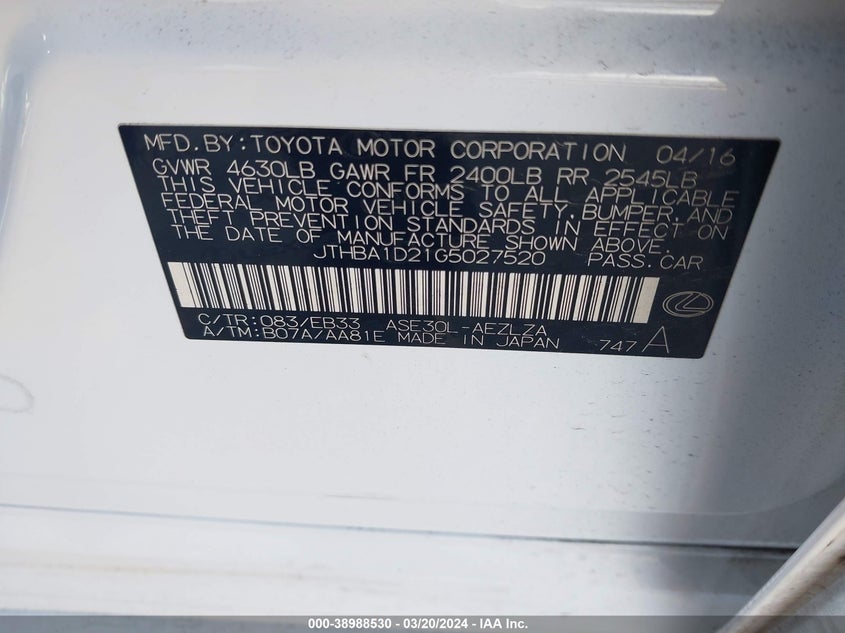 MFD. BY: TOYOTA MOTOR CORPORATION 04/16
GVWR 4630LB GAWR FR 2400LB RR 2545LB
THIS VEHICLE CONFORMS TO ALL APPLICABLE
FEDERAL MOTOR VEHICLE SAFETY, BUMPER, AND
THEFT PREVENTION STANDARDS IN EFFECT ON
THE DATE OF MANUFACTURE SHOWN ABOVE.
JTHBA1D21G5027520 PASS. CAR
C/TR: 083/EB33 ASE30L-AEZLZA
A/TM: B07A/AA81E MADE IN JAPAN 747 A
000-38988530 - 03/20/2024 - IAA Inc.